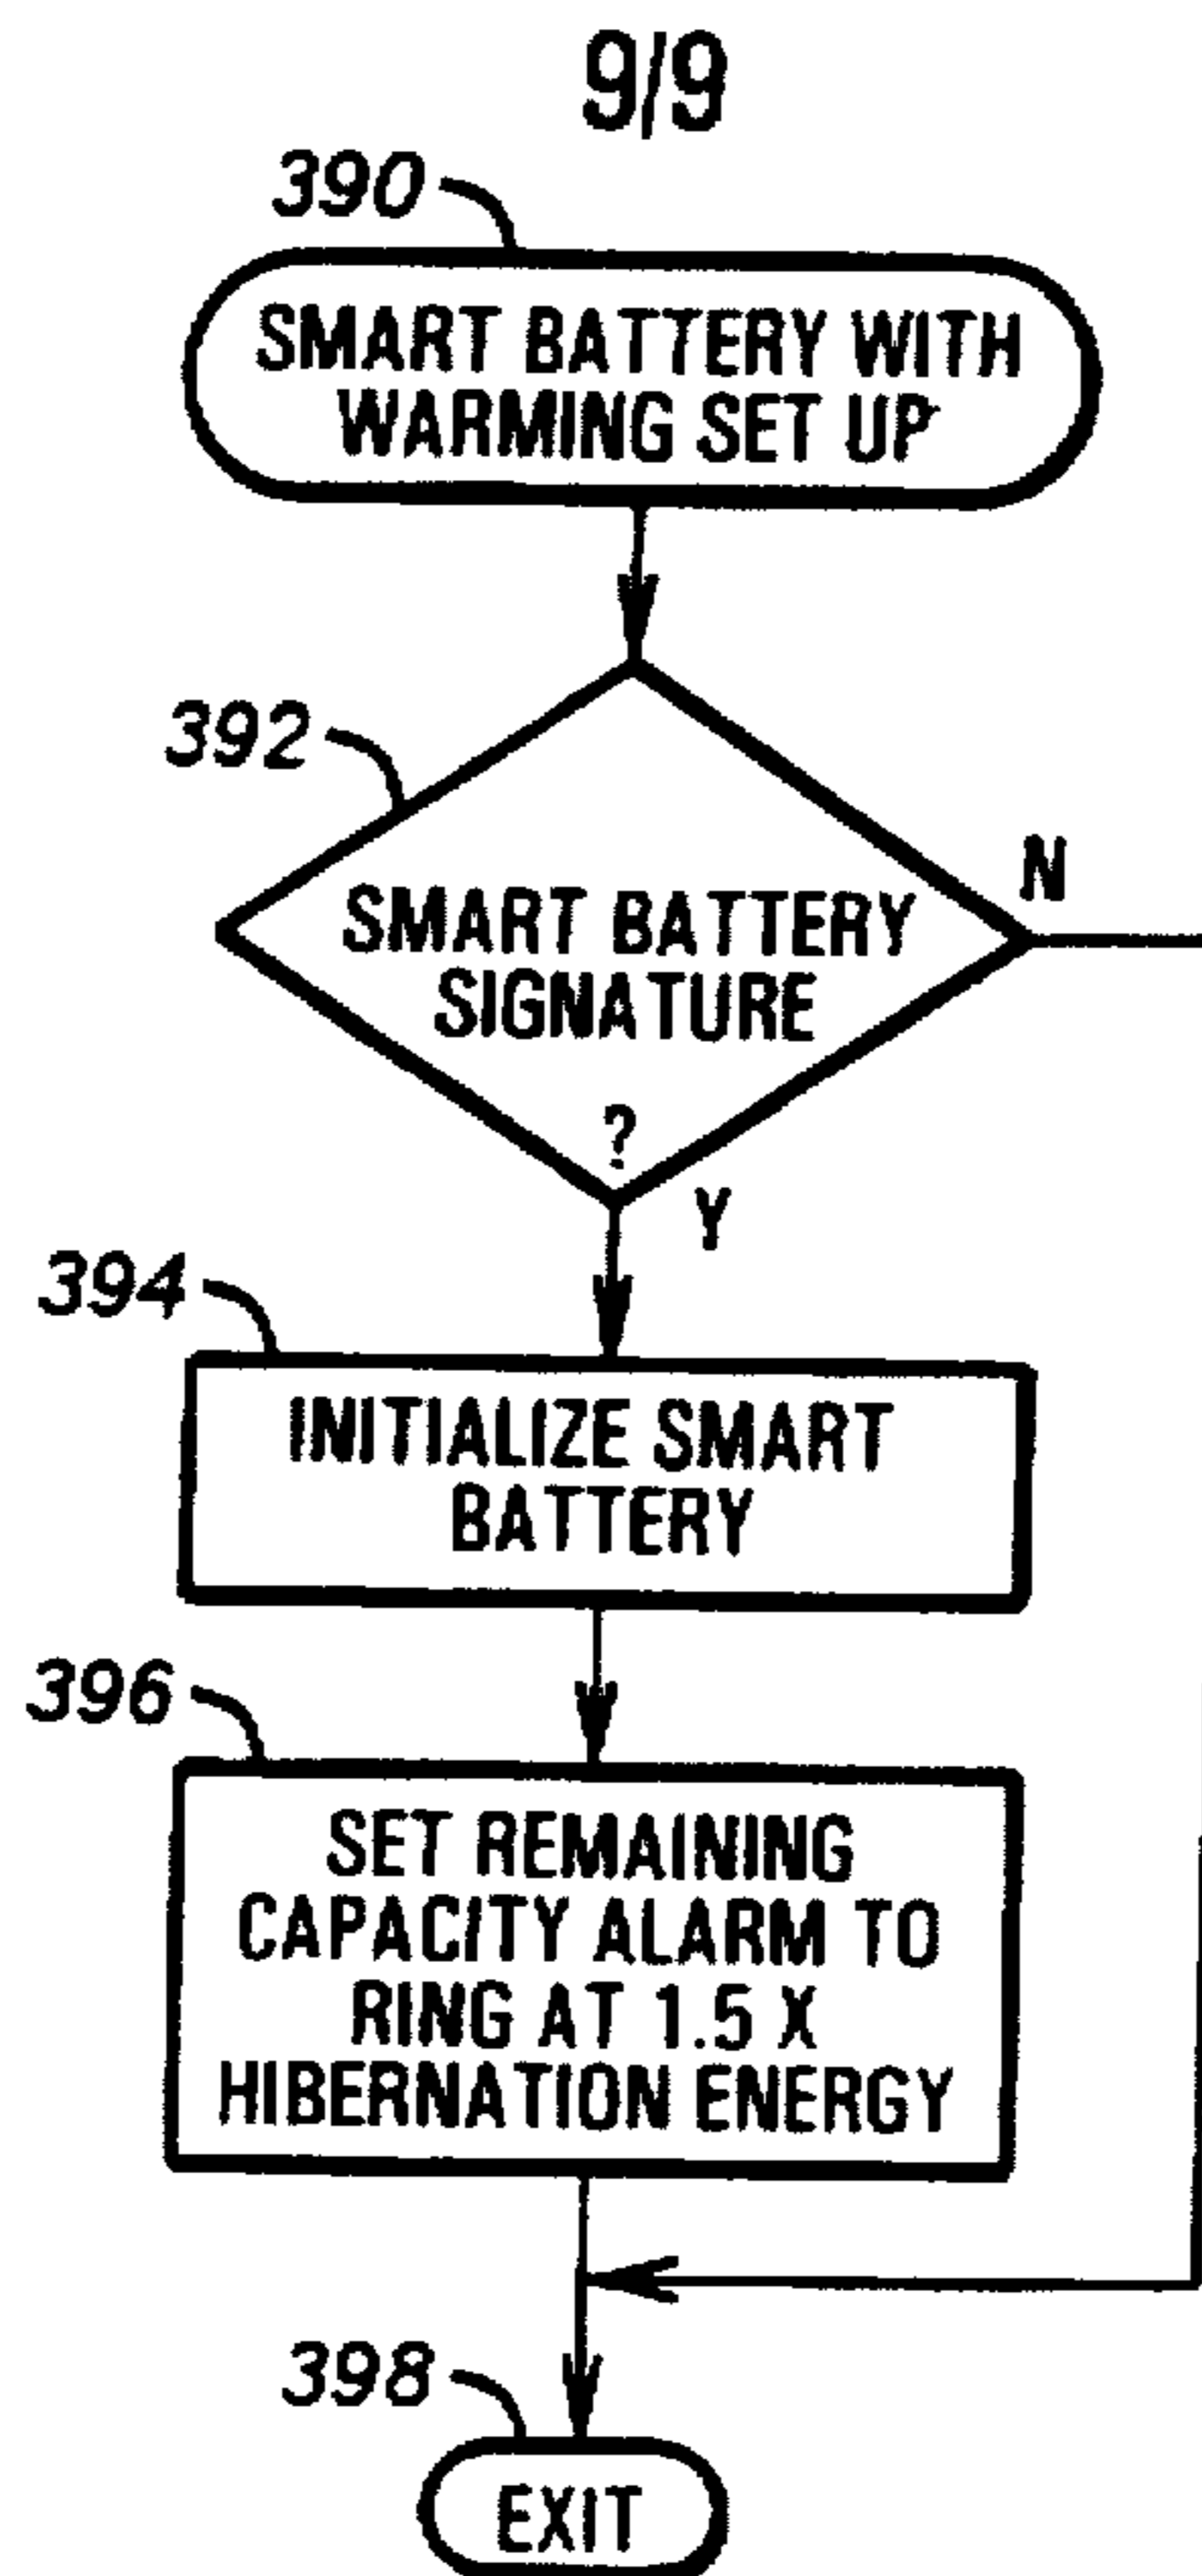 9/9
390
SMART BATTERY WITH
WARMING SET UP
392
SMART BATTERY
SIGNATURE
?
N
Y
394
INITIALIZE SMART
BATTERY
396
SET REMAINING
CAPACITY ALARM TO
RING AT 1.5 X
HIBERNATION ENERGY
398
EXIT